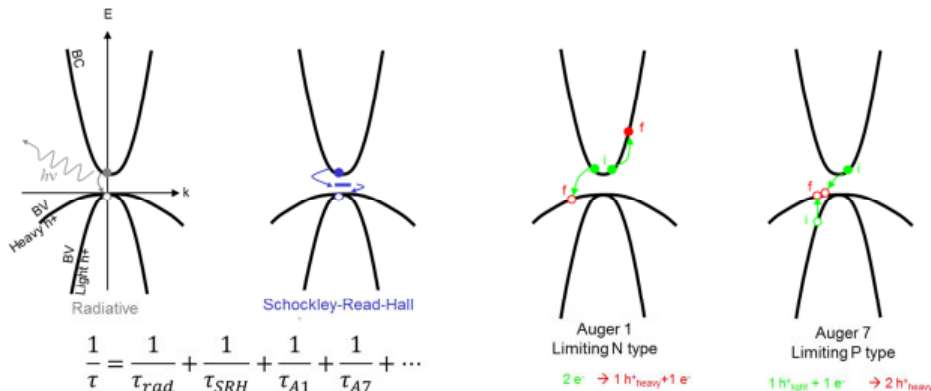 E
BC
hν
k
BV
Heavy h+
BV
Light h+
Radiative
Schockley-Read-Hall
f
i
f
Auger 1
Limiting N type
2 e- → 1 h+heavy+1 e-
i
f
i
Auger 7
Limiting P type
1 h+light + 1 e- → 2 h+heavy
1/τ = 1/τrad + 1/τSRH + 1/τA1 + 1/τA7 + ⋯